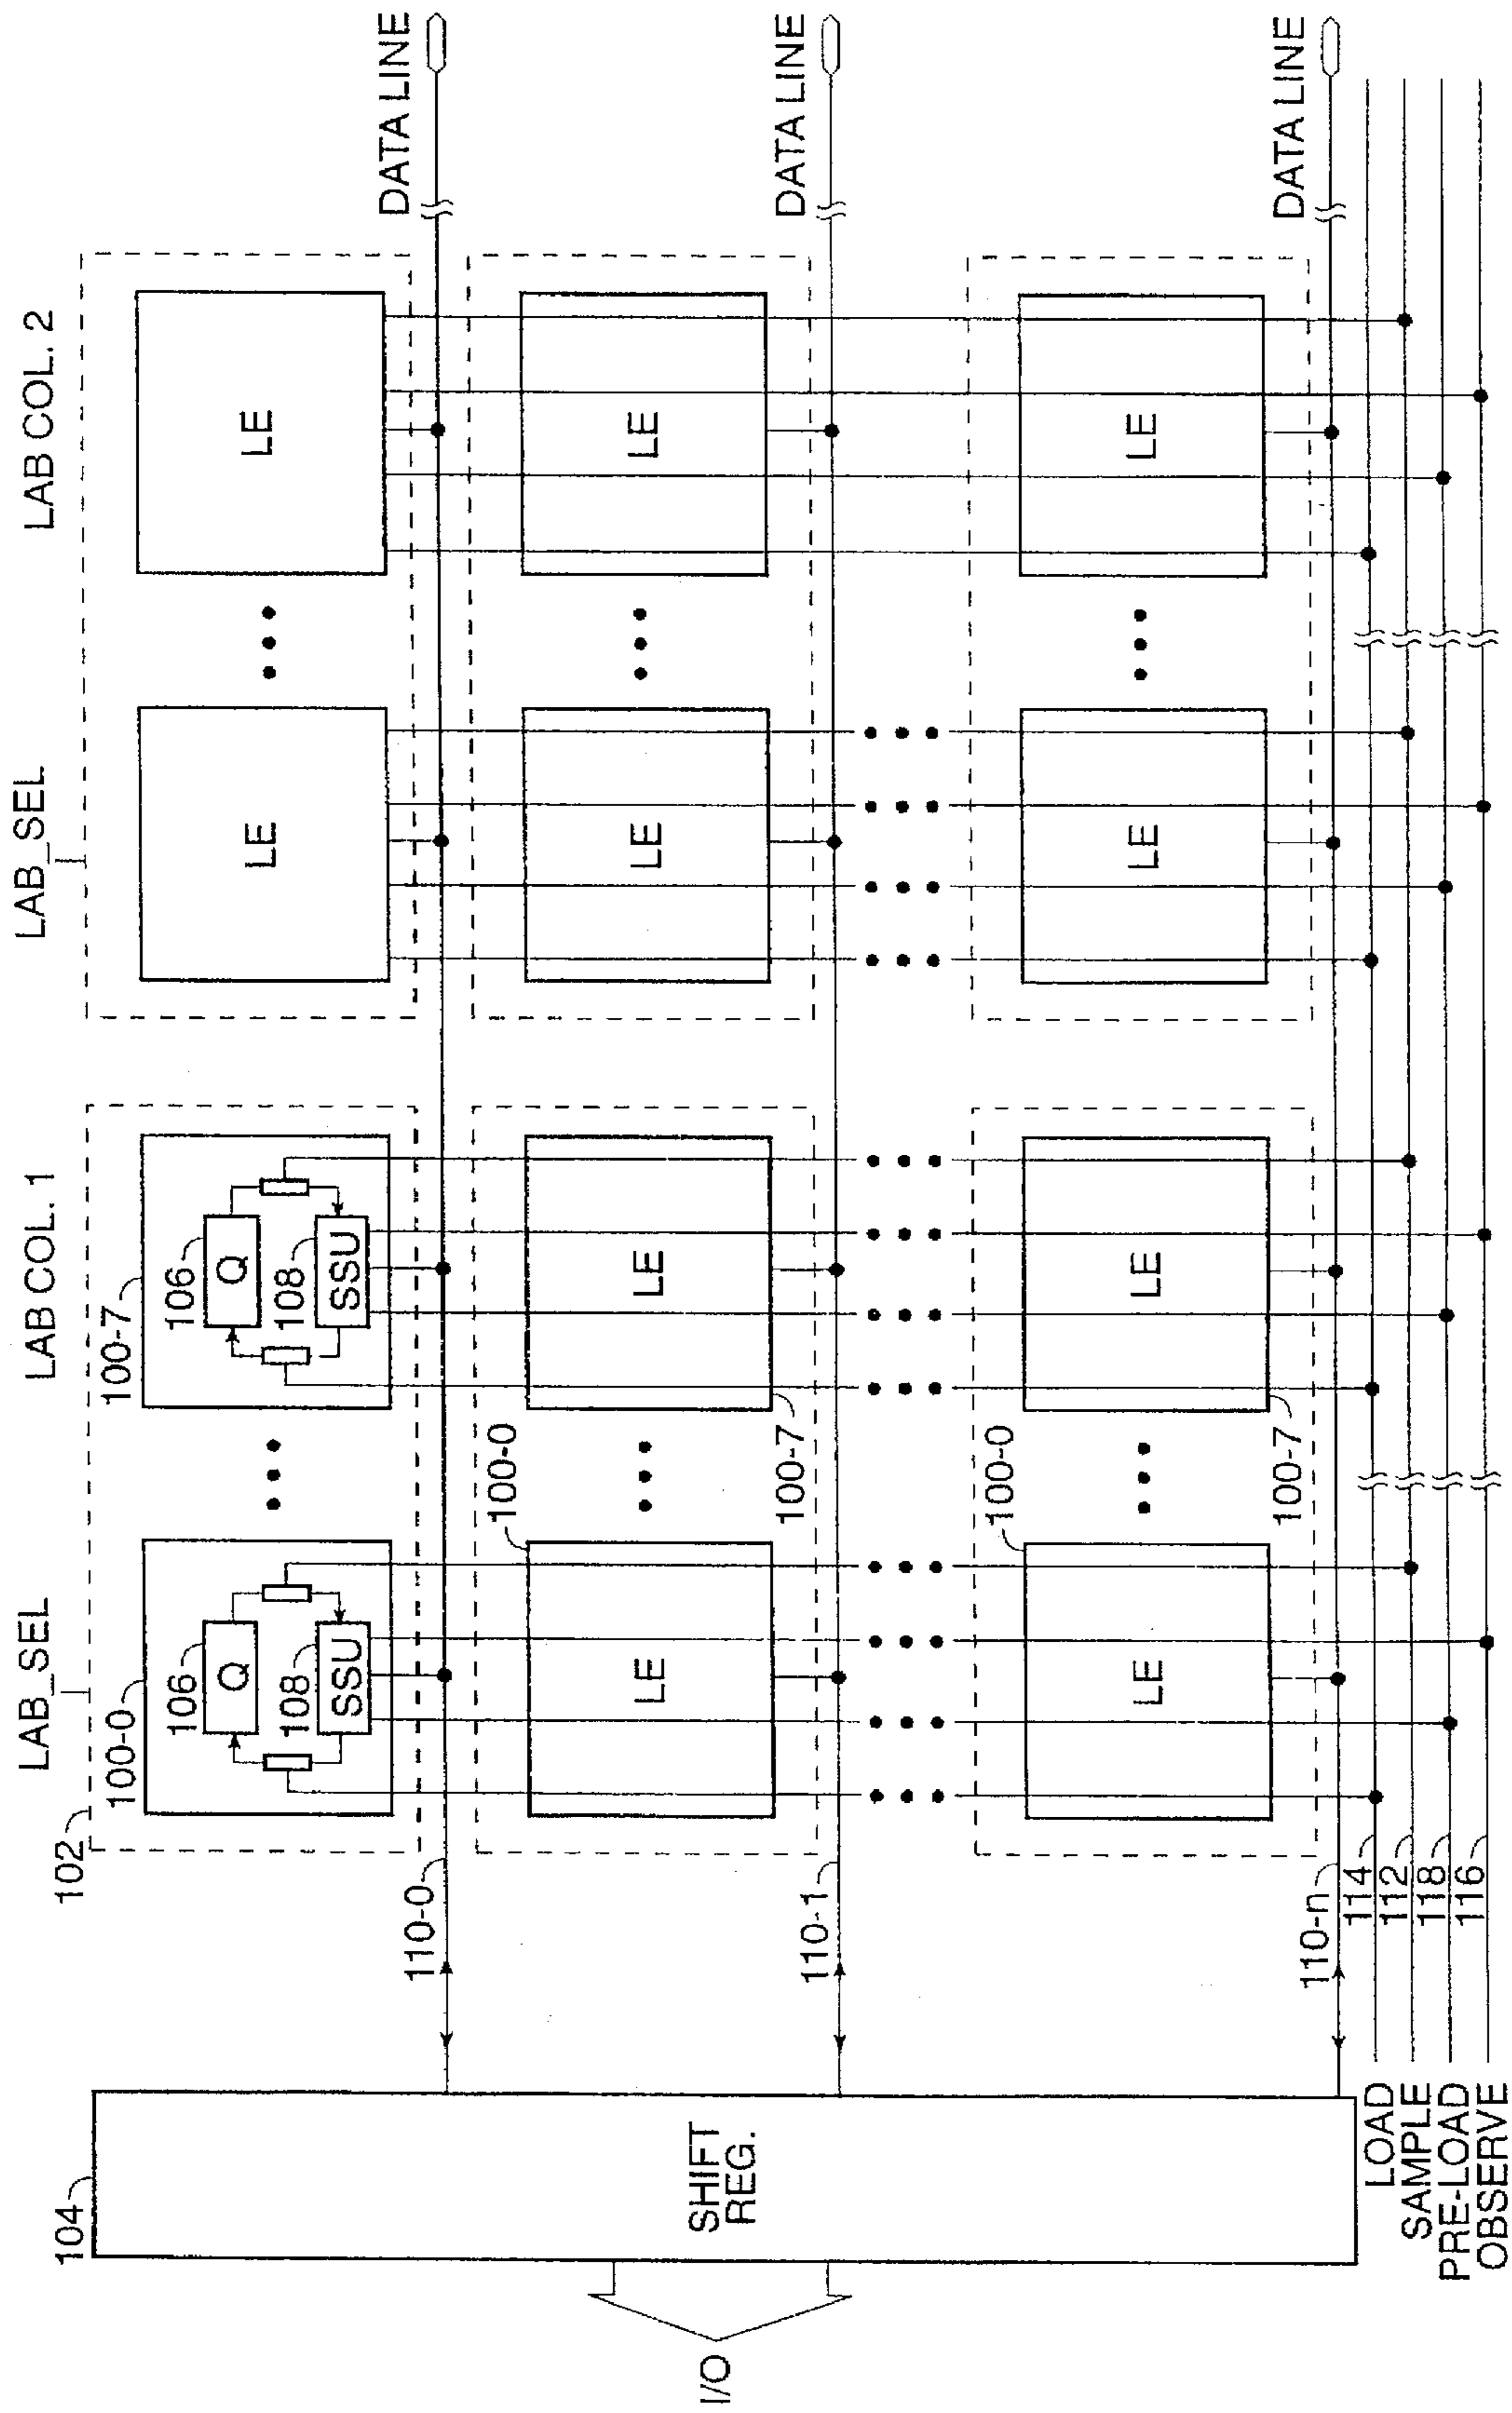 LAB_SEL
LAB COL. 1
LAB_SEL
LAB COL. 2
102
100-0
100-7
106
Q
108
SSU
106
Q
108
SSU
LE
LE
104
110-0
DATA LINE
100-0
LE
LE
100-7
LE
LE
SHIFT
REG.
I/O
110-1
DATA LINE
100-0
LE
LE
100-7
LE
LE
110-n
DATA LINE
LOAD
114
SAMPLE
112
PRE-LOAD
118
OBSERVE
116